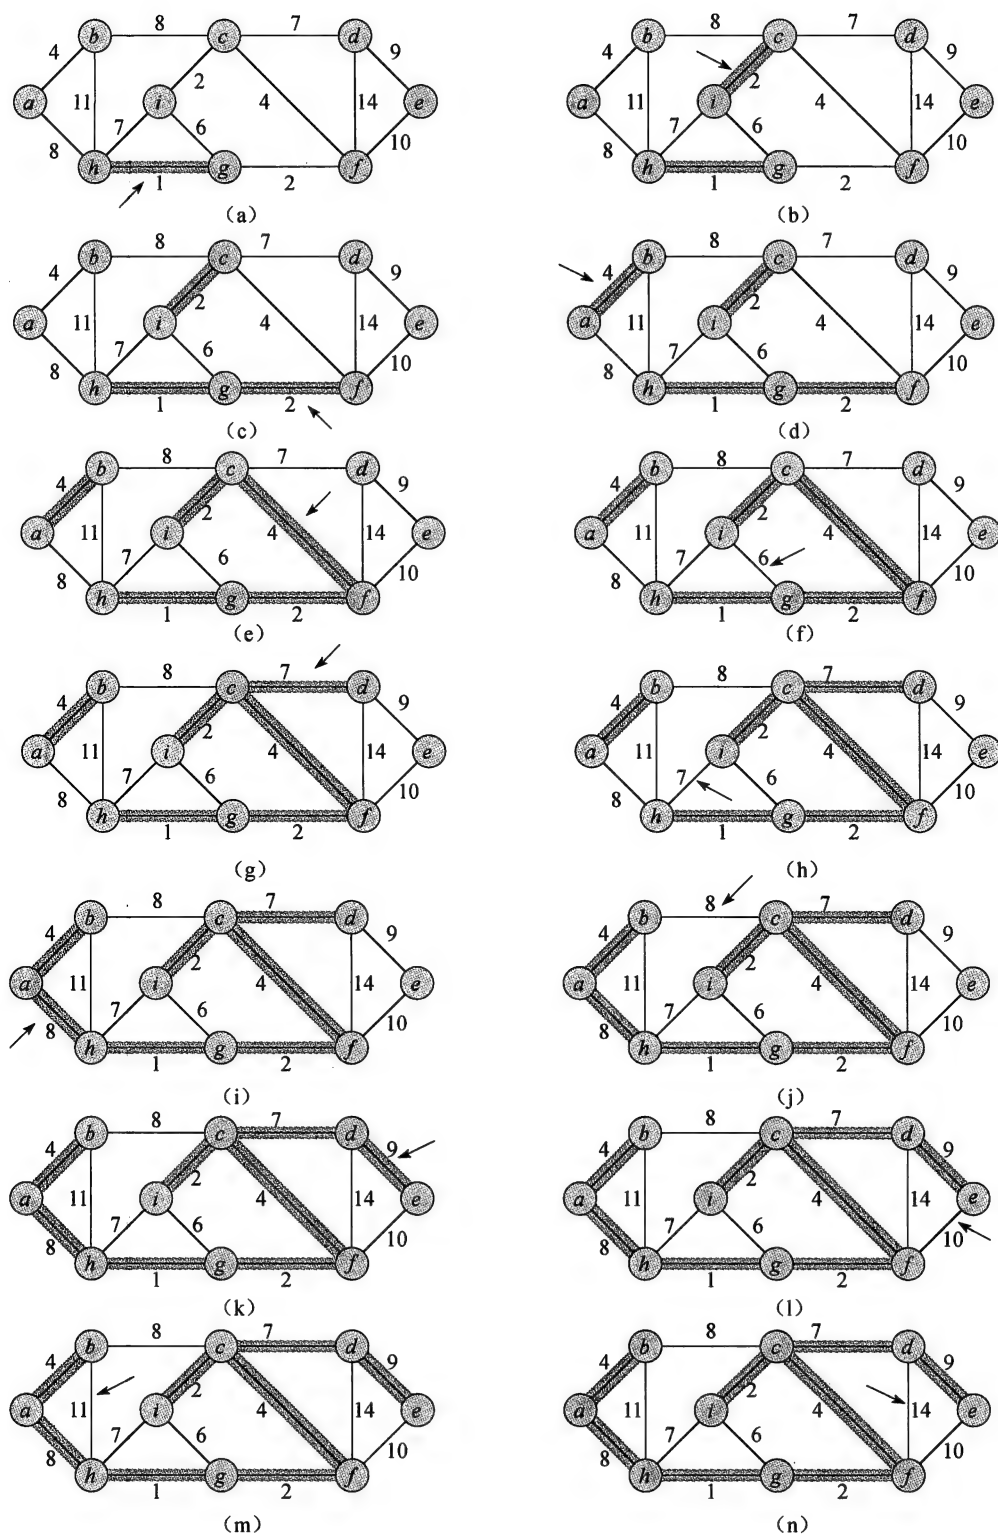 8 7 8 7
b c d b c d
4 9 4 9
2 2
a 11 i 4 14 e a 11 i 4 14 e
7 6 7 6
8 10 8 10
h g f h g f
1 2 1 2
(a) (b)
8 7 8 7
b c d b c d
4 9 4 9
2 2
a 11 i 4 14 e a 11 i 4 14 e
7 6 7 6
8 10 8 10
h g f h g f
1 2 1 2
(c) (d)
8 7 8 7
b c d b c d
4 9 4 9
2 2
a 11 i 4 14 e a 11 i 4 14 e
7 6 7 6
8 10 8 10
h g f h g f
1 2 1 2
(e) (f)
8 7 8 7
b c d b c d
4 9 4 9
2 2
a 11 i 4 14 e a 11 i 4 14 e
7 6 7 6
8 10 8 10
h g f h g f
1 2 1 2
(g) (h)
8 7 8 7
b c d b c d
4 9 4 9
2 2
a 11 i 4 14 e a 11 i 4 14 e
7 6 7 6
8 10 8 10
h g f h g f
1 2 1 2
(i) (j)
8 7 8 7
b c d b c d
4 9 4 9
2 2
a 11 i 4 14 e a 11 i 4 14 e
7 6 7 6
8 10 8 10
h g f h g f
1 2 1 2
(k) (l)
8 7 8 7
b c d b c d
4 9 4 9
2 2
a 11 i 4 14 e a 11 i 4 14 e
7 6 7 6
8 10 8 10
h g f h g f
1 2 1 2
(m) (n)